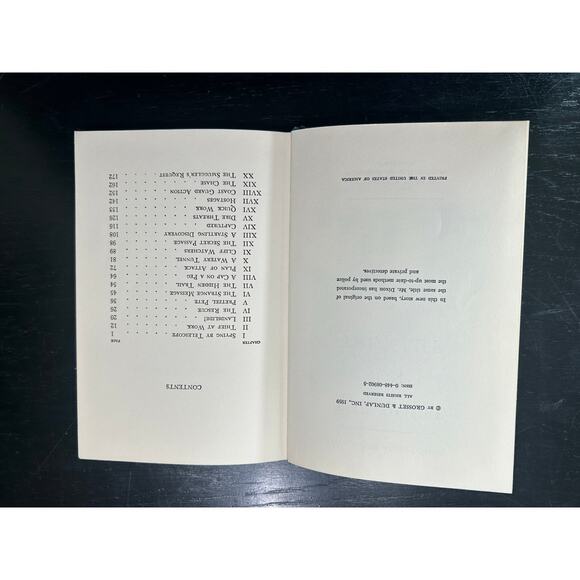 © BY GROSSET & DUNLAP, INC., 1959
ALL RIGHTS RESERVED
ISBN: 0-448-08902-5
In this new story, based on the original of
the same title, Mr. Dixon has incorporated
the most up-to-date methods used by police
and private detectives.
PRINTED IN THE UNITED STATES OF AMERICA
CONTENTS
CHAPTER PAGE
I SPYING BY TELESCOPE . . . . . 1
II THIEF AT WORK . . . . . . 12
III LANDSLIDE! . . . . . . . 20
IV THE RESCUE . . . . . . . 29
V PRETZEL PETE . . . . . . . 36
VI THE STRANGE MESSAGE . . . . . 45
VII THE HIDDEN TRAIL . . . . . . 54
VIII A CAP ON A PEG . . . . . . 64
IX PLAN OF ATTACK . . . . . . 72
X A WATERY TUNNEL . . . . . . 81
XI CLIFF WATCHERS . . . . . .
XII THE SECRET PASSAGE . . . . . 98
XIII A STARTLING DISCOVERY . . . . 108
XIV CAPTURED . . . . . . . 116
XV DIRE THREATS . . . . . . 126
XVI QUICK WORK . . . . . . 135
XVII HOSTAGES . . . . . . . 142
XVIII COAST GUARD ACTION . . . . . 152
XIX THE CHASE . . . . . . . 162
XX THE SMUGGLER'S REQUEST . . . . 172